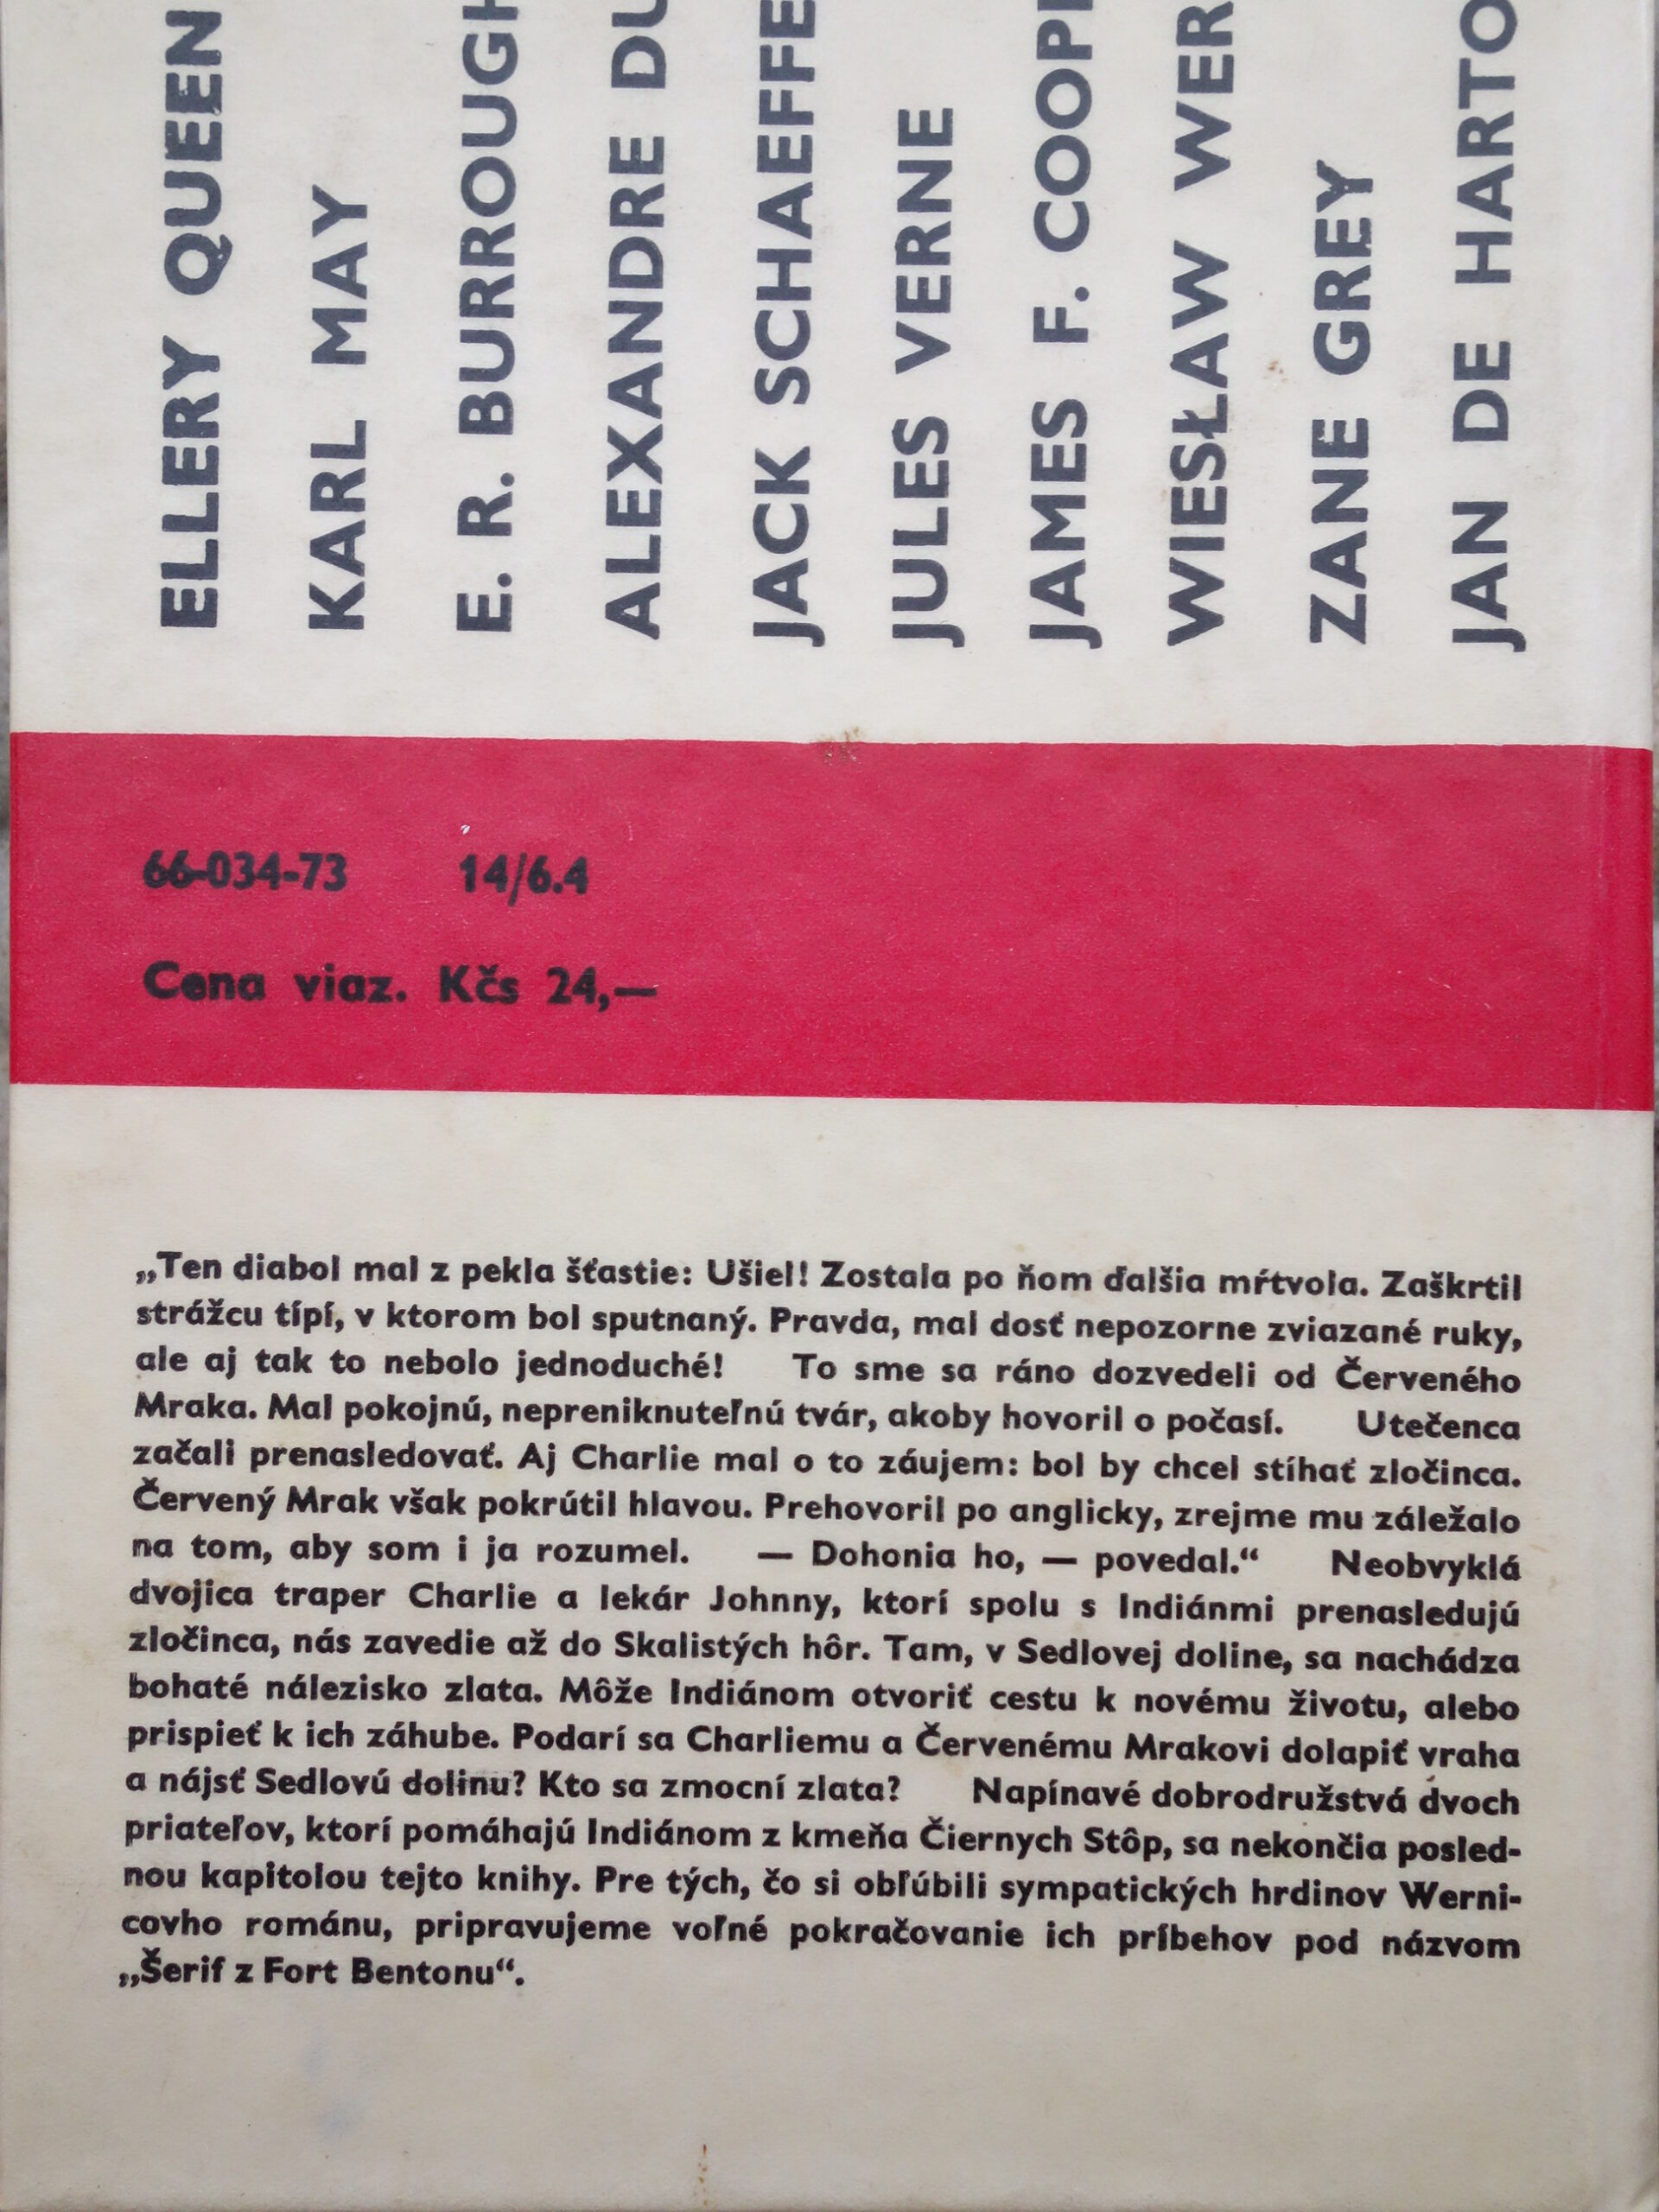 ELLERY QUEEN
KARL MAY
E. R. BURROUGH
ALEXANDRE DU
JACK SCHAEFFE
JULES VERNE
JAMES F. COOP
WIESŁAW WER
ZANE GREY
JAN DE HARTO
66-034-73 14/6.4
Cena viaz. Kčs 24,—
„Ten diabol mal z pekla šťastie: Ušiel! Zostala po ňom ďalšia mŕtvola. Zaškrtil
strážcu típí, v ktorom bol sputnaný. Pravda, mal dosť nepozorne zviazané ruky,
ale aj tak to nebolo jednoduché! To sme sa ráno dozvedeli od Červeného
Mraka. Mal pokojnú, nepreniknuteľnú tvár, akoby hovoril o počasí. Utečenca
začali prenasledovať. Aj Charlie mal o to záujem: bol by chcel stíhať zločinca.
Červený Mrak však pokrútil hlavou. Prehovoril po anglicky, zrejme mu záležalo
na tom, aby som i ja rozumel. — Dohonia ho, — povedal.“ Neobvyklá
dvojica traper Charlie a lekár Johnny, ktorí spolu s Indiánmi prenasledujú
zločinca, nás zavedie až do Skalistých hôr. Tam, v Sedlovej doline, sa nachádza
bohaté nálezisko zlata. Môže Indiánom otvoriť cestu k novému životu, alebo
prispieť k ich záhube. Podarí sa Charliemu a Červenému Mrakovi dolapiť vraha
a nájsť Sedlovú dolinu? Kto sa zmocní zlata? Napínavé dobrodružstvá dvoch
priateľov, ktorí pomáhajú Indiánom z kmeňa Čiernych Stôp, sa nekončia posled-
nou kapitolou tejto knihy. Pre tých, čo si obľúbili sympatických hrdinov Werni-
covho románu, pripravujeme voľné pokračovanie ich príbehov pod názvom
„Šerif z Fort Bentonu“.